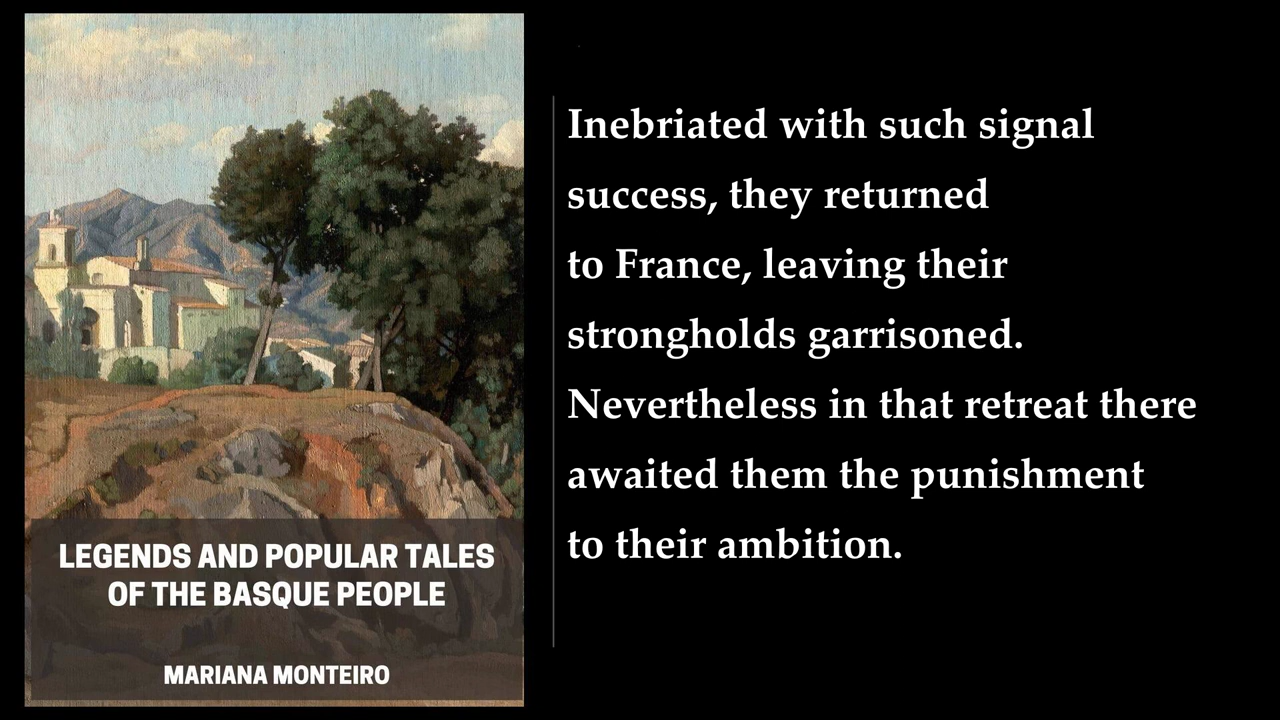 LEGENDS AND POPULAR TALES
OF THE BASQUE PEOPLE
MARIANA MONTEIRO
Inebriated with such signal
success, they returned
to France, leaving their
strongholds garrisoned.
Nevertheless in that retreat there
awaited them the punishment
to their ambition.